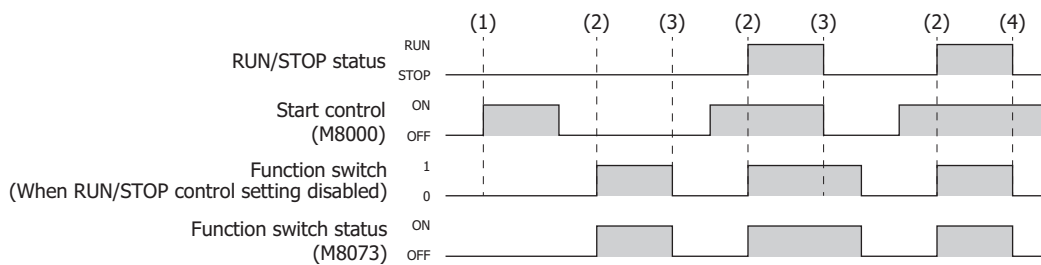 (1) (2) (3) (2) (3) (2) (4)
RUN/STOP status RUN
STOP
Start control ON
(M8000) OFF
Function switch 1
(When RUN/STOP control setting disabled) 0
Function switch status ON
(M8073) OFF